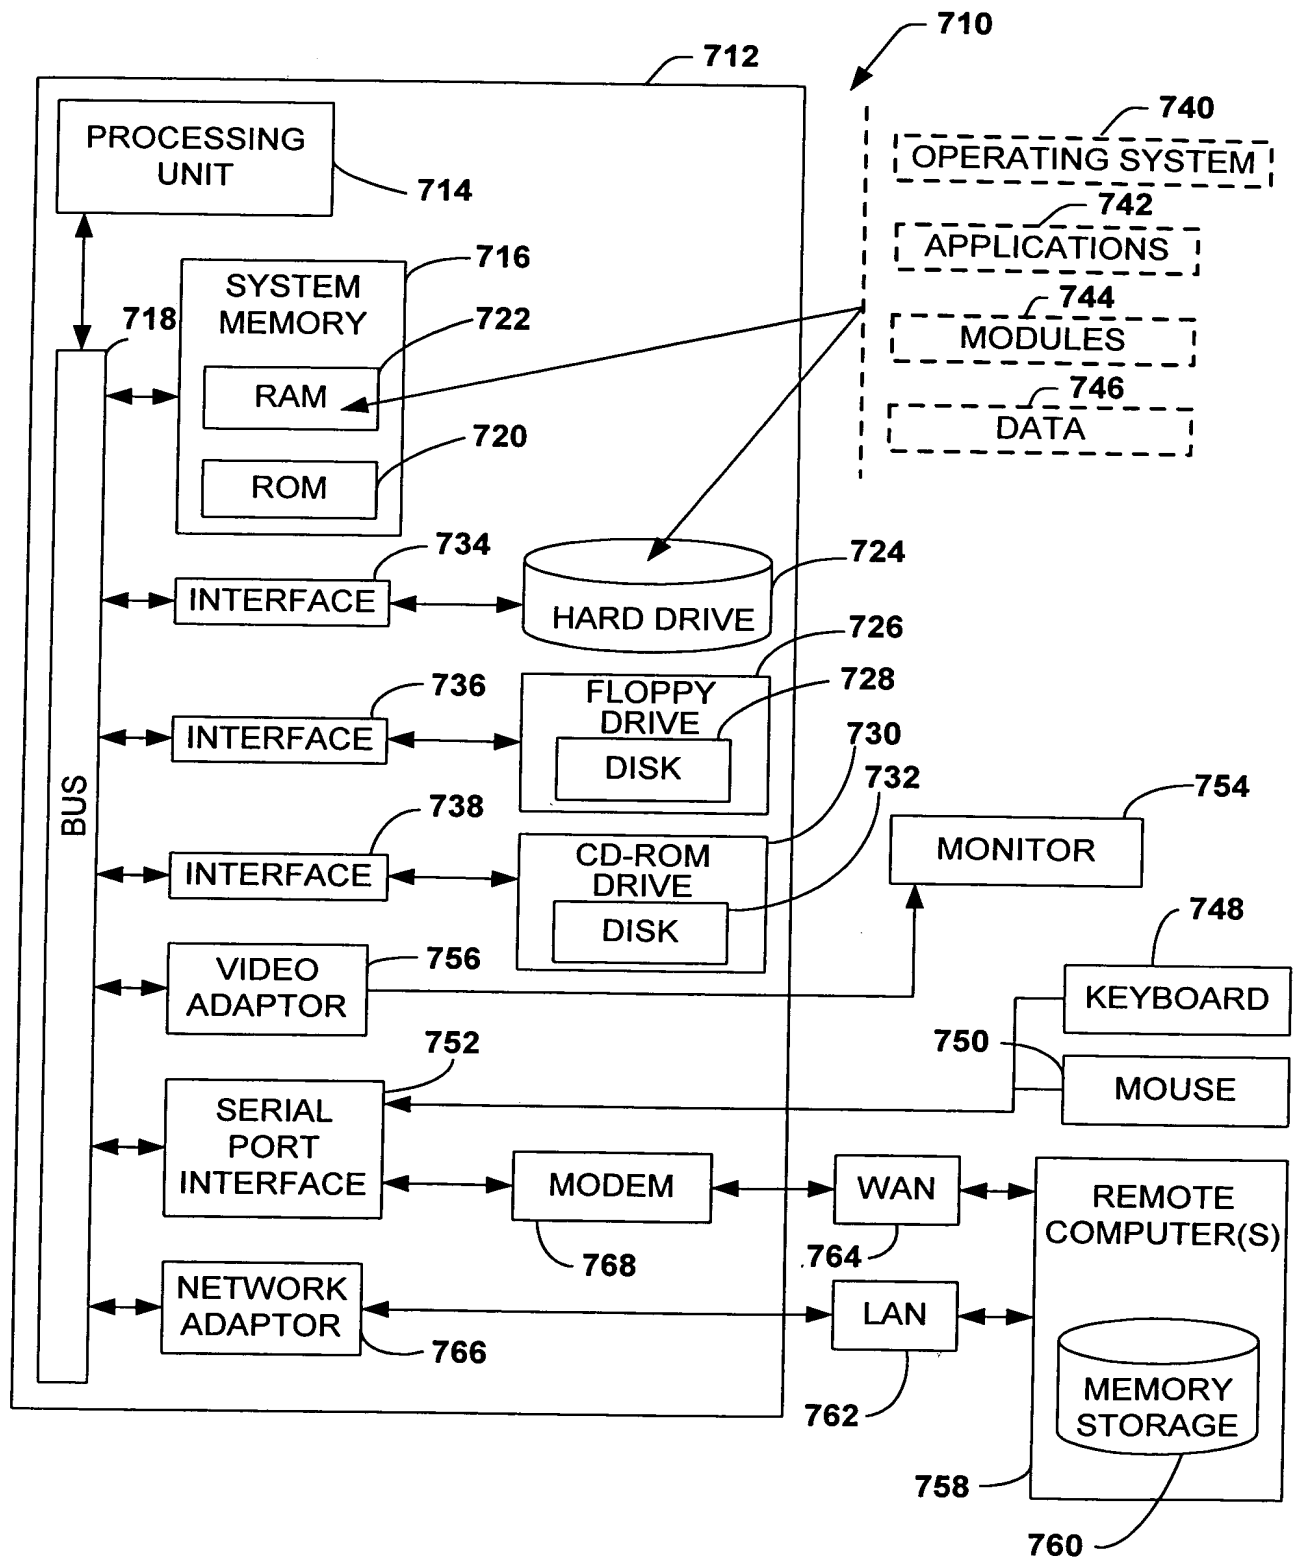 710
712
PROCESSING
UNIT
714
740
OPERATING SYSTEM
742
APPLICATIONS
744
MODULES
746
DATA
716
SYSTEM
MEMORY
718
722
RAM
720
ROM
734
INTERFACE
724
HARD DRIVE
726
736
INTERFACE
FLOPPY
DRIVE
728
DISK
730
732
BUS
738
INTERFACE
CD-ROM
DRIVE
DISK
754
MONITOR
748
KEYBOARD
756
VIDEO
ADAPTOR
750
MOUSE
752
SERIAL
PORT
INTERFACE
MODEM
768
WAN
764
REMOTE
COMPUTER(S)
NETWORK
ADAPTOR
766
LAN
762
MEMORY
STORAGE
758
760